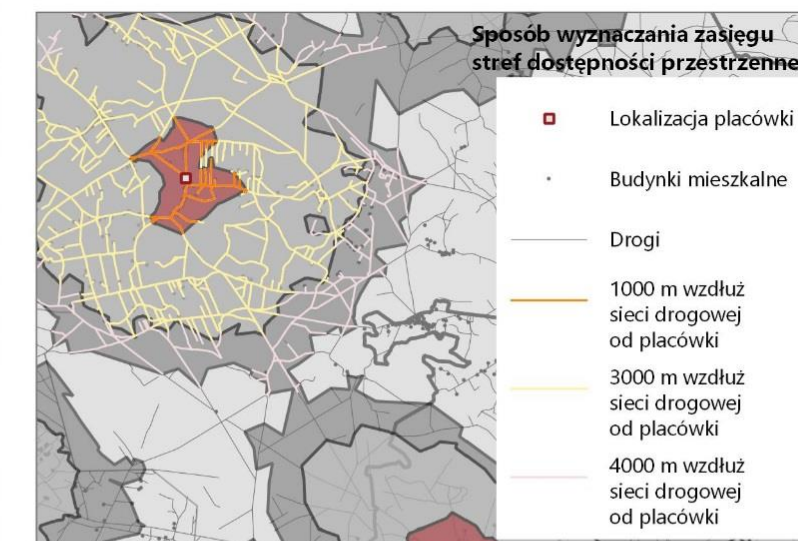 Sposób wyznaczania zasięgu
stref dostępności przestrzenne
Lokalizacja placówki
Budynki mieszkalne
Drogi
1000 m wzdłuż
sieci drogowej
od placówki
3000 m wzdłuż
sieci drogowej
od placówki
4000 m wzdłuż
sieci drogowej
od placówki